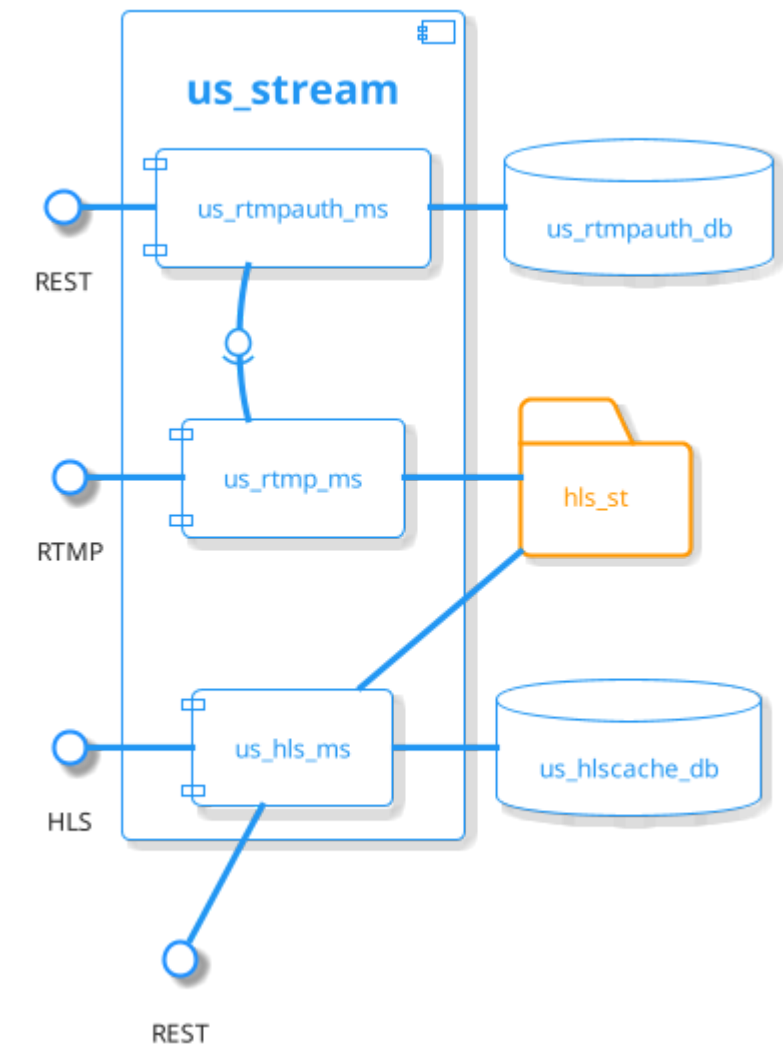 us_stream
us_rtmpauth_ms
us_rtmpauth_db
REST
us_rtmp_ms
hls_st
RTMP
us_hls_ms
us_hlscache_db
HLS
REST